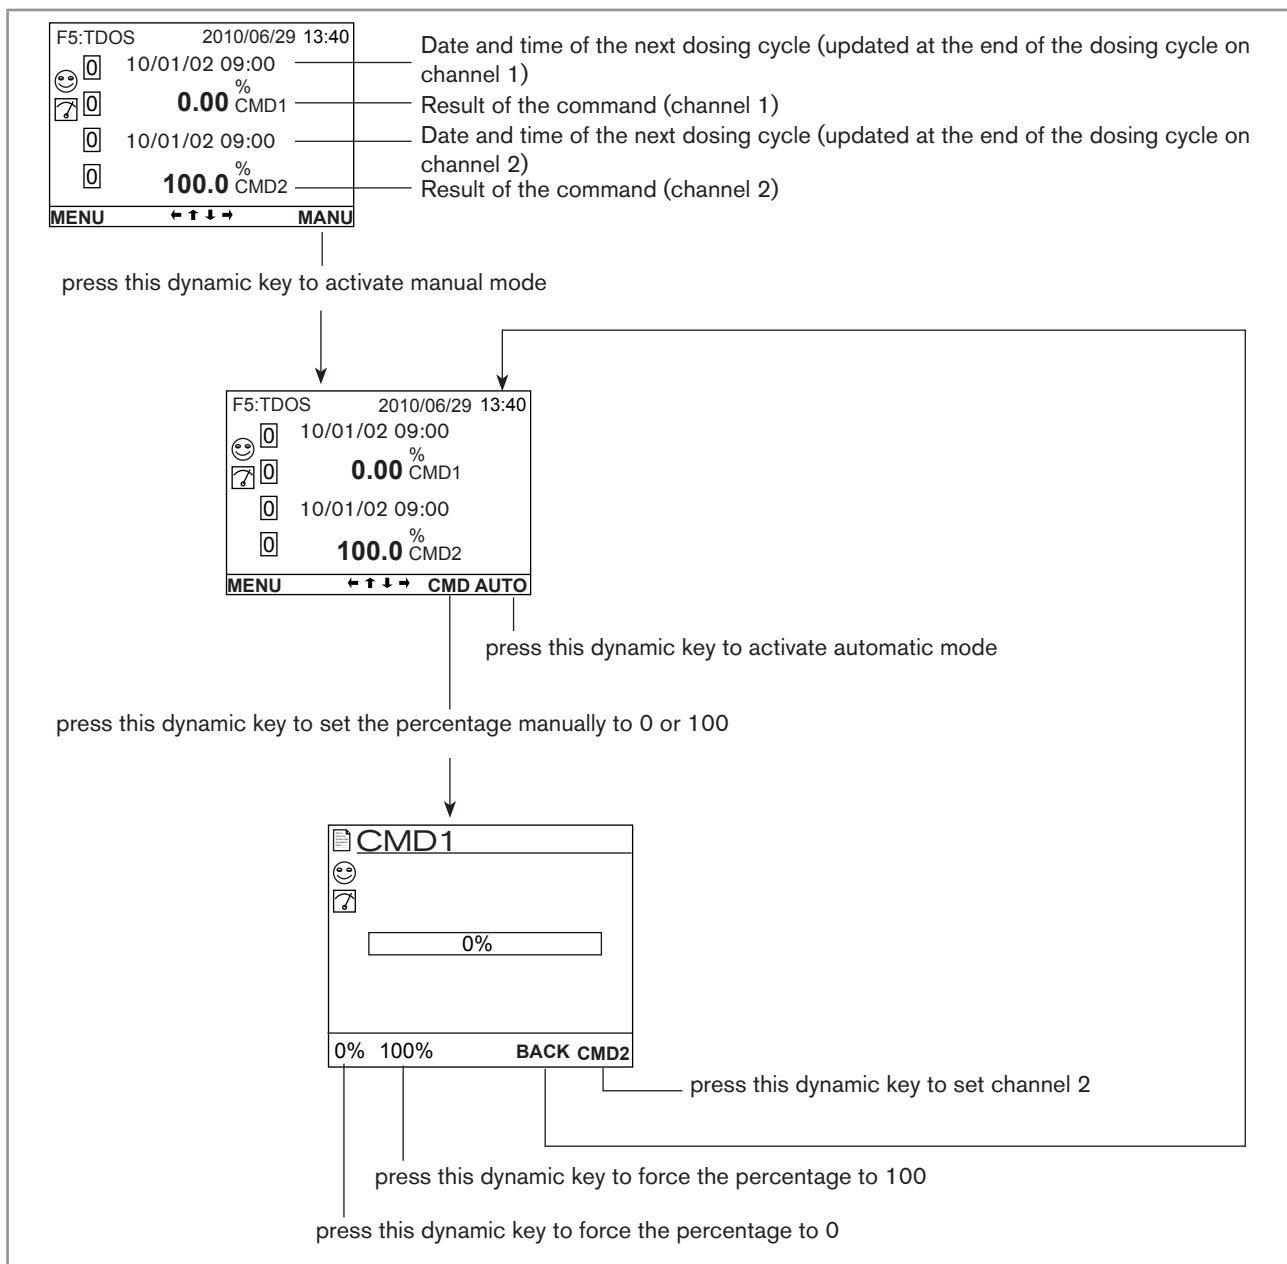 F5:TDOS 2010/06/29 13:40
0 10/01/02 09:00
Date and time of the next dosing cycle (updated at the end of the dosing cycle on
channel 1)
%
0 0.00 CMD1
Result of the command (channel 1)
0 10/01/02 09:00
Date and time of the next dosing cycle (updated at the end of the dosing cycle on
channel 2)
%
0 100.0 CMD2
Result of the command (channel 2)
MENU MANU
press this dynamic key to activate manual mode
F5:TDOS 2010/06/29 13:40
0 10/01/02 09:00
%
0 0.00 CMD1
0 10/01/02 09:00
%
0 100.0 CMD2
MENU CMD AUTO
press this dynamic key to activate automatic mode
press this dynamic key to set the percentage manually to 0 or 100
CMD1
0%
0% 100% BACK CMD2
press this dynamic key to set channel 2
press this dynamic key to force the percentage to 100
press this dynamic key to force the percentage to 0